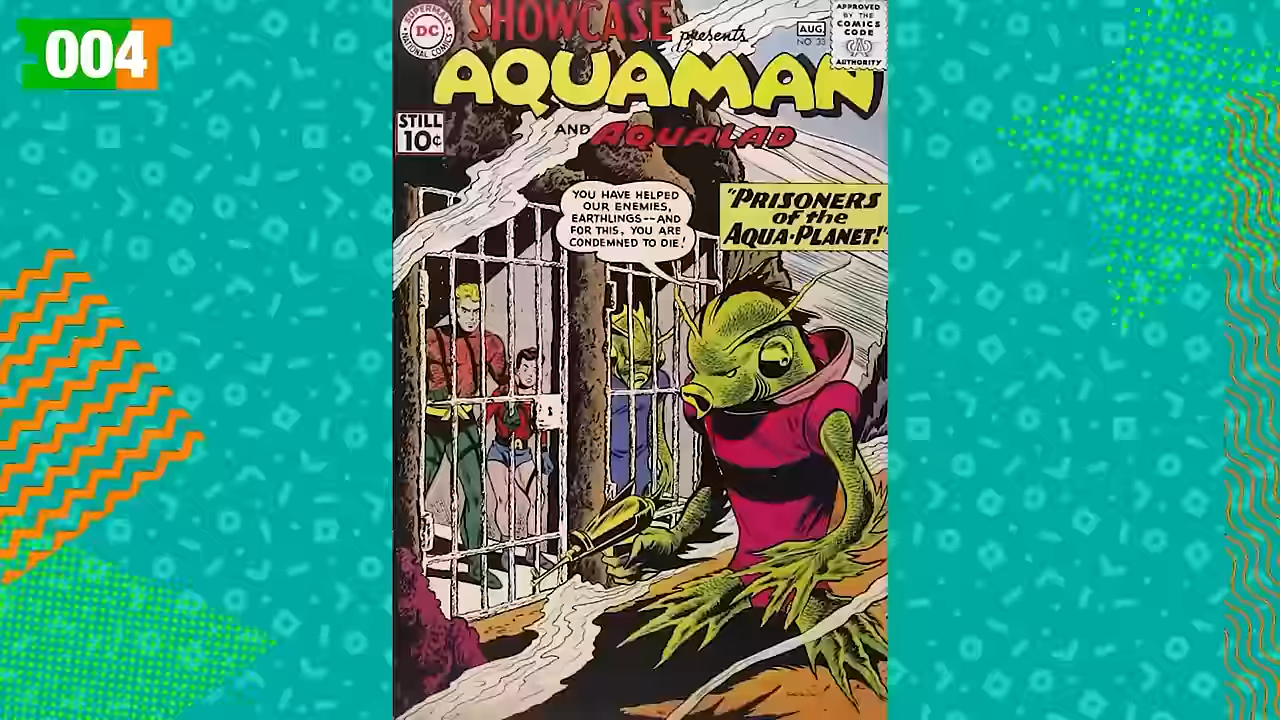 004
SUPERMAN
DC
NATIONAL COMICS
SHOWCASE presents
AUG.
NO. 33
APPROVED
BY THE
COMICS
CODE
AUTHORITY
AQUAMAN
STILL
10¢
AND AQUALAD
YOU HAVE HELPED
OUR ENEMIES,
EARTHLINGS--AND
FOR THIS, YOU ARE
CONDEMNED TO DIE!
"PRISONERS
of the
AQUA-PLANET!"